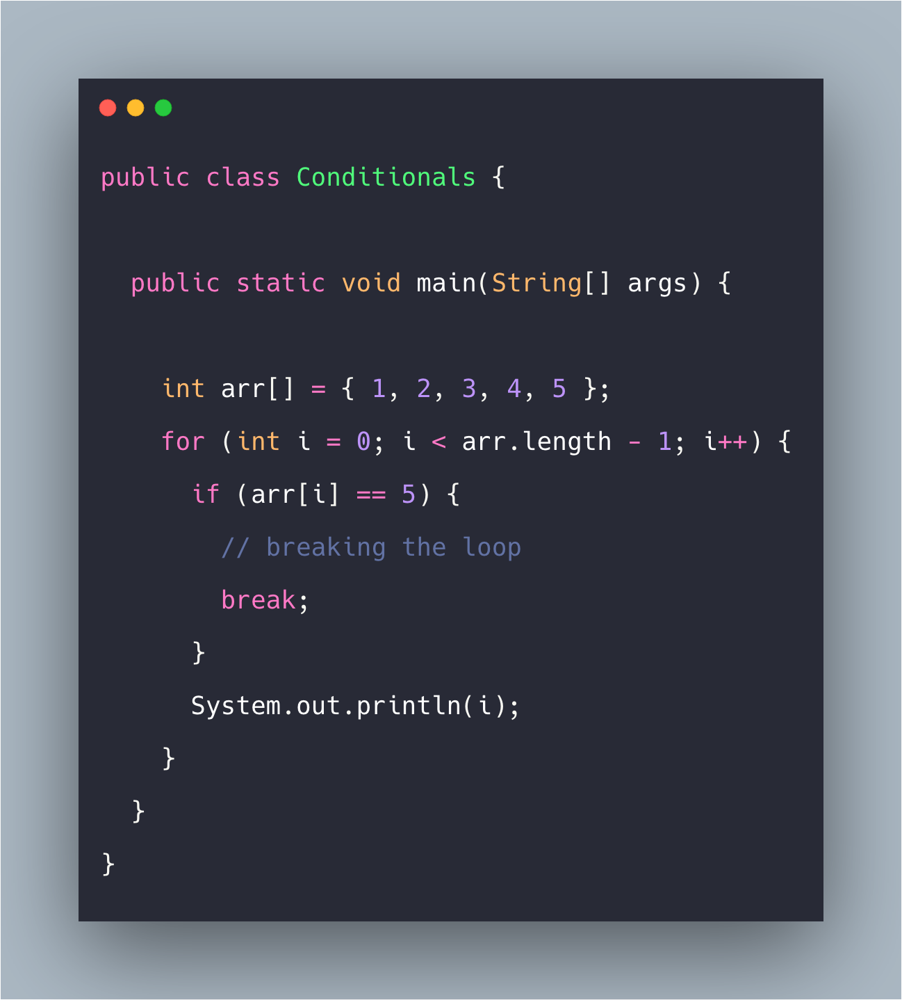 public class Conditionals {
  public static void main(String[] args) {
    int arr[] = { 1, 2, 3, 4, 5 };
    for (int i = 0; i < arr.length - 1; i++) {
      if (arr[i] == 5) {
        // breaking the loop
        break;
      }
      System.out.println(i);
    }
  }
}